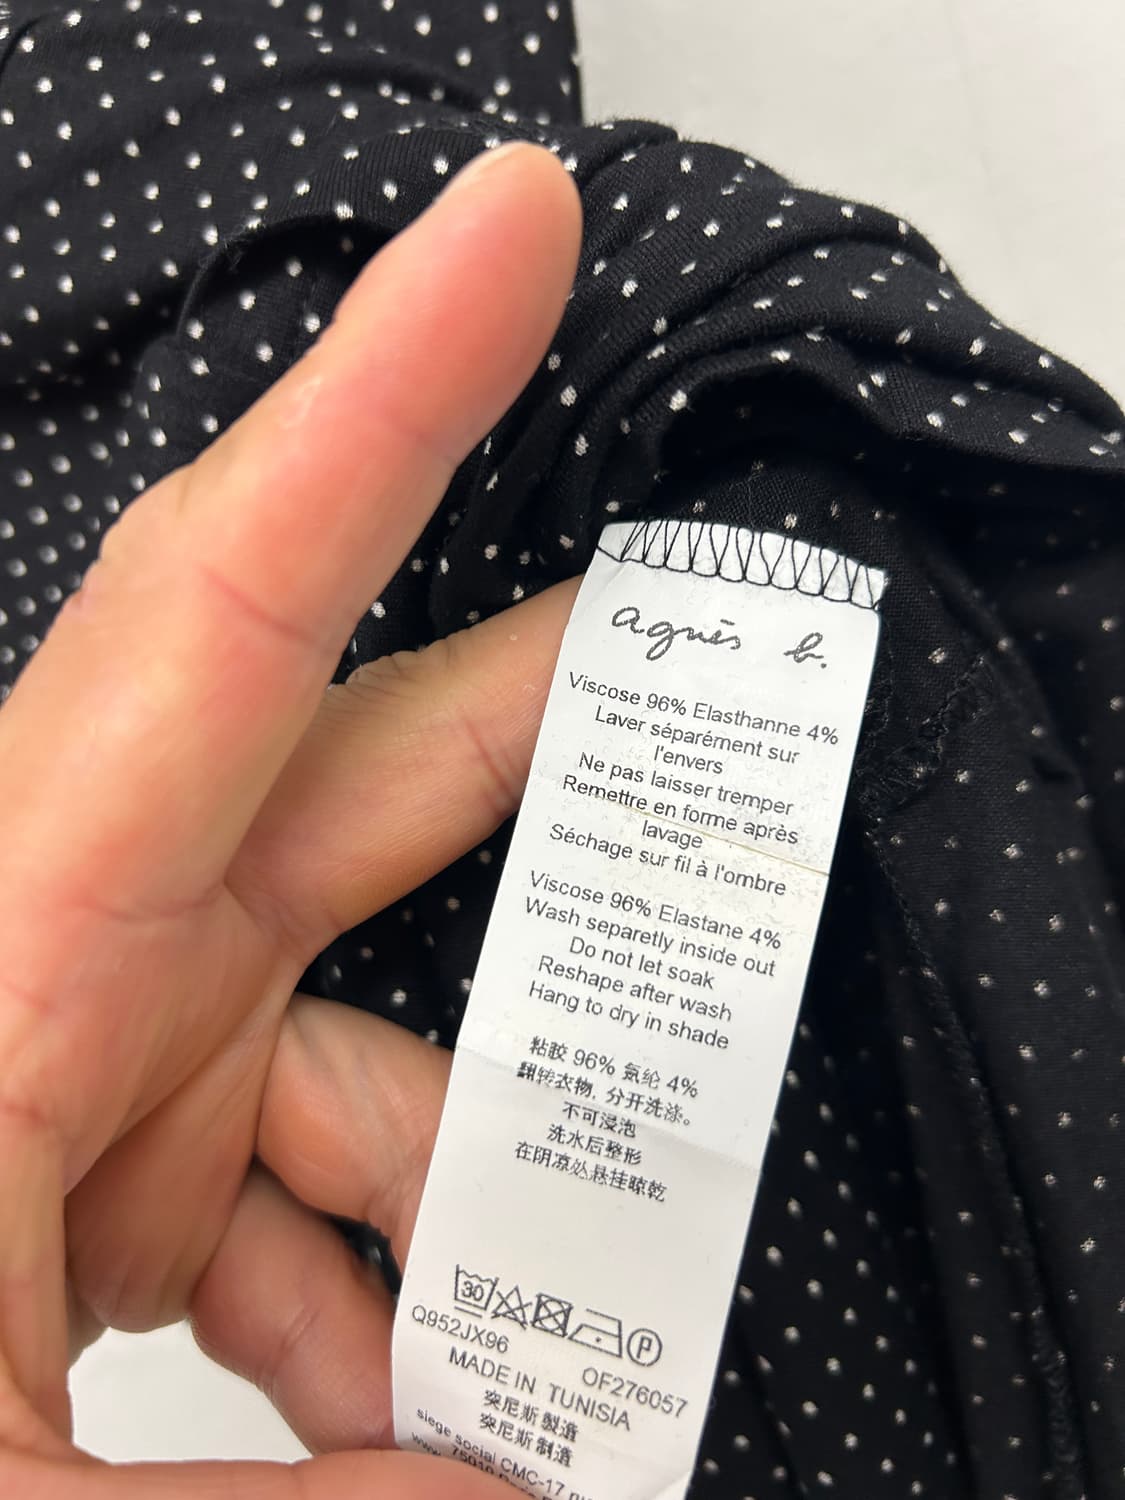 agnès b.
Viscose 96% Elasthanne 4%
Laver séparément sur
l'envers
Ne pas laisser tremper
Remettre en forme après
lavage
Séchage sur fil à l'ombre
Viscose 96% Elastane 4%
Wash separetly inside out
Do not let soak
Reshape after wash
Hang to dry in shade
粘胶 96% 氨纶 4%
翻转衣物, 分开洗涤。
不可浸泡
洗水后整形
在阴凉处悬挂晾乾
30
P
Q952JX96
OF276057
MADE IN TUNISIA
突尼斯製造
突尼斯制造
siege social CMC-17
www.
75010